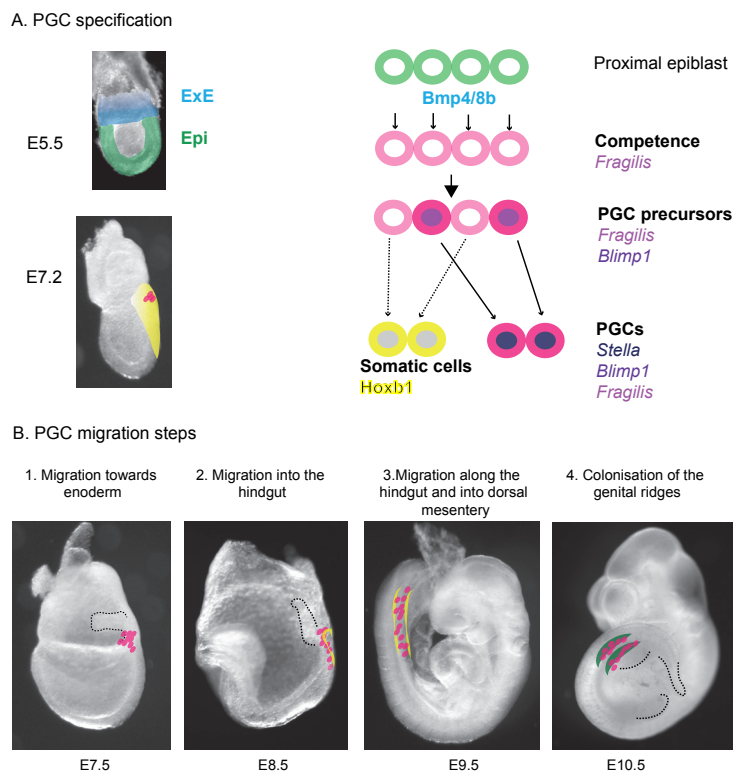 A. PGC specification
ExE
Epi
E5.5
E7.2
Proximal epiblast
Bmp4/8b
Competence
Fragilis
PGC precursors
Fragilis
Blimp1
PGCs
Stella
Blimp1
Fragilis
Somatic cells
Hoxb1
B. PGC migration steps
1. Migration towards
enoderm
2. Migration into the
hindgut
3.Migration along the
hindgut and into dorsal
mesentery
4. Colonisation of the
genital ridges
E7.5
E8.5
E9.5
E10.5